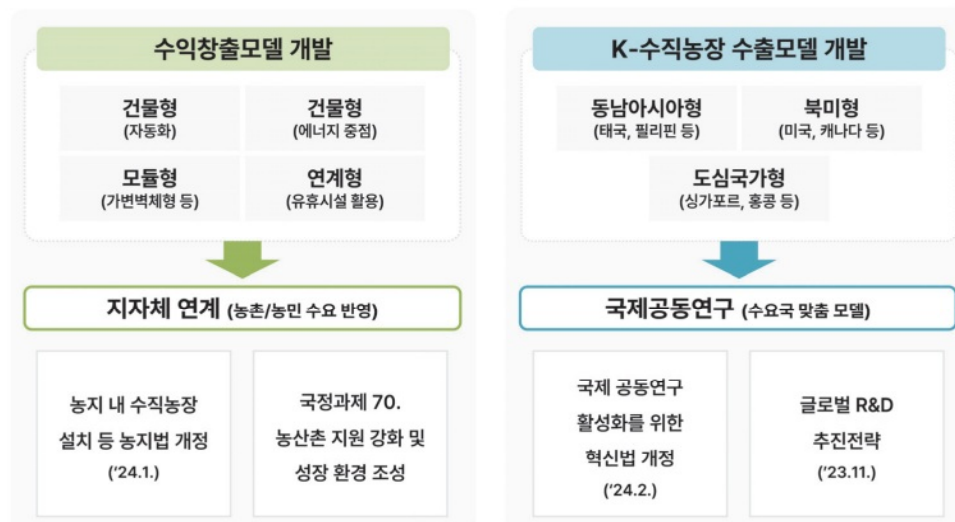 수익창출모델 개발
건물형
(자동화)
건물형
(에너지 중점)
모듈형
(가변벽체형 등)
연계형
(유휴시설 활용)
지자체 연계 (농촌/농민 수요 반영)
농지 내 수직농장
설치 등 농지법 개정
('24.1.)
국정과제 70.
농산촌 지원 강화 및
성장 환경 조성
K-수직농장 수출모델 개발
동남아시아형
(태국, 필리핀 등)
북미형
(미국, 캐나다 등)
도심국가형
(싱가포르, 홍콩 등)
국제공동연구 (수요국 맞춤 모델)
국제 공동연구
활성화를 위한
혁신법 개정
('24.2.)
글로벌 R&D
추진전략
('23.11.)